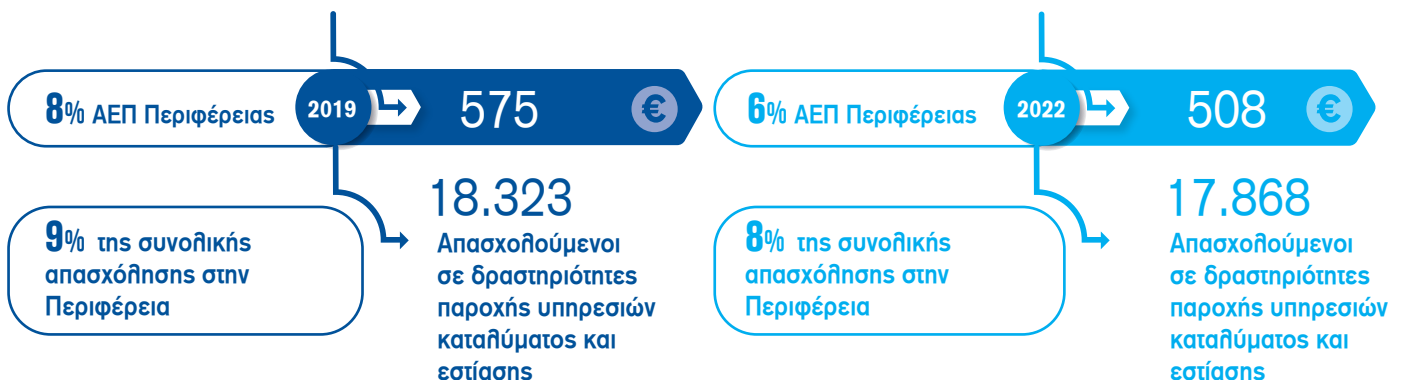 8% ΑΕΠ Περιφέρειας
2019
575
€
9% της συνολικής
απασχόλησης στην
Περιφέρεια
18.323
Απασχολούμενοι
σε δραστηριότητες
παροχής υπηρεσιών
καταλύματος και
εστίασης
6% ΑΕΠ Περιφέρειας
2022
508
€
8% της συνολικής
απασχόλησης στην
Περιφέρεια
17.868
Απασχολούμενοι
σε δραστηριότητες
παροχής υπηρεσιών
καταλύματος και
εστίασης